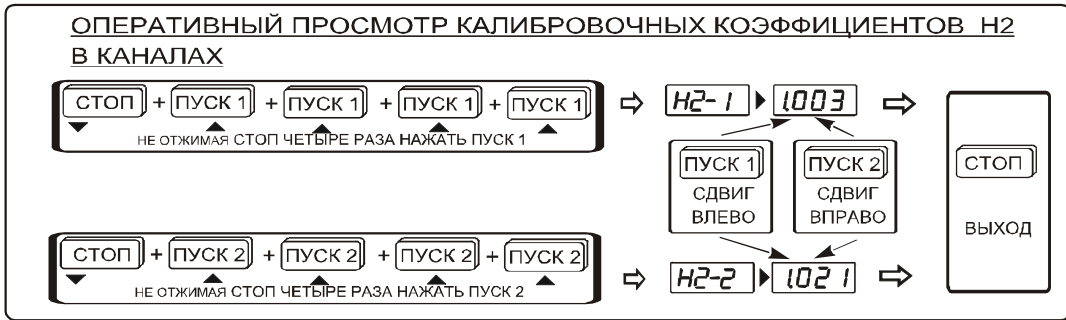 ОПЕРАТИВНЫЙ ПРОСМОТР КАЛИБРОВОЧНЫХ КОЭФФИЦИЕНТОВ Н2
В КАНАЛАХ
СТОП + ПУСК 1 + ПУСК 1 + ПУСК 1 + ПУСК 1
НЕ ОТЖИМАЯ СТОП ЧЕТЫРЕ РАЗА НАЖАТЬ ПУСК 1
Н2-1 1.003
ПУСК 1
СДВИГ
ВЛЕВО
ПУСК 2
СДВИГ
ВПРАВО
СТОП
ВЫХОД
СТОП + ПУСК 2 + ПУСК 2 + ПУСК 2 + ПУСК 2
НЕ ОТЖИМАЯ СТОП ЧЕТЫРЕ РАЗА НАЖАТЬ ПУСК 2
Н2-2 1.021